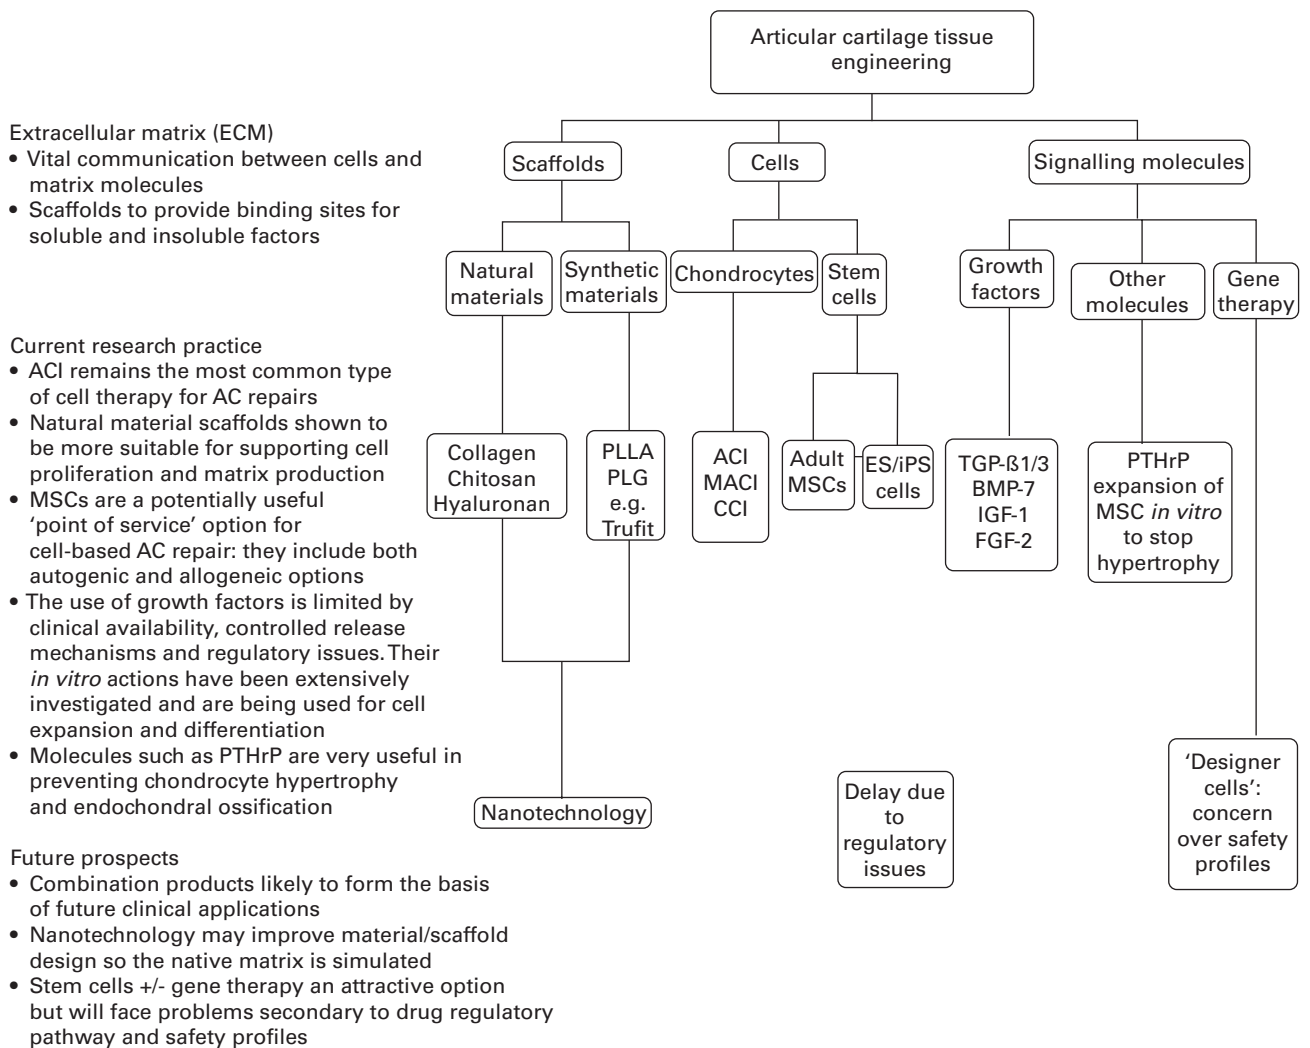 Articular cartilage tissue
engineering
Extracellular matrix (ECM)
• Vital communication between cells and
matrix molecules
• Scaffolds to provide binding sites for
soluble and insoluble factors
Scaffolds
Cells
Signalling molecules
Natural
materials
Synthetic
materials
Chondrocytes
Stem
cells
Growth
factors
Other
molecules
Gene
therapy
Current research practice
• ACI remains the most common type
of cell therapy for AC repairs
• Natural material scaffolds shown to
be more suitable for supporting cell
proliferation and matrix production
• MSCs are a potentially useful
‘point of service’ option for
cell-based AC repair: they include both
autogenic and allogeneic options
• The use of growth factors is limited by
clinical availability, controlled release
mechanisms and regulatory issues. Their
in vitro actions have been extensively
investigated and are being used for cell
expansion and differentiation
• Molecules such as PTHrP are very useful in
preventing chondrocyte hypertrophy
and endochondral ossification
Collagen
Chitosan
Hyaluronan
PLLA
PLG
e.g.
Trufit
ACI
MACI
CCI
Adult
MSCs
ES/iPS
cells
TGP-ß1/3
BMP-7
IGF-1
FGF-2
PTHrP
expansion of
MSC in vitro
to stop
hypertrophy
Nanotechnology
Delay due
to
regulatory
issues
‘Designer
cells’:
concern
over safety
profiles
Future prospects
• Combination products likely to form the basis
of future clinical applications
• Nanotechnology may improve material/scaffold
design so the native matrix is simulated
• Stem cells +/- gene therapy an attractive option
but will face problems secondary to drug regulatory
pathway and safety profiles